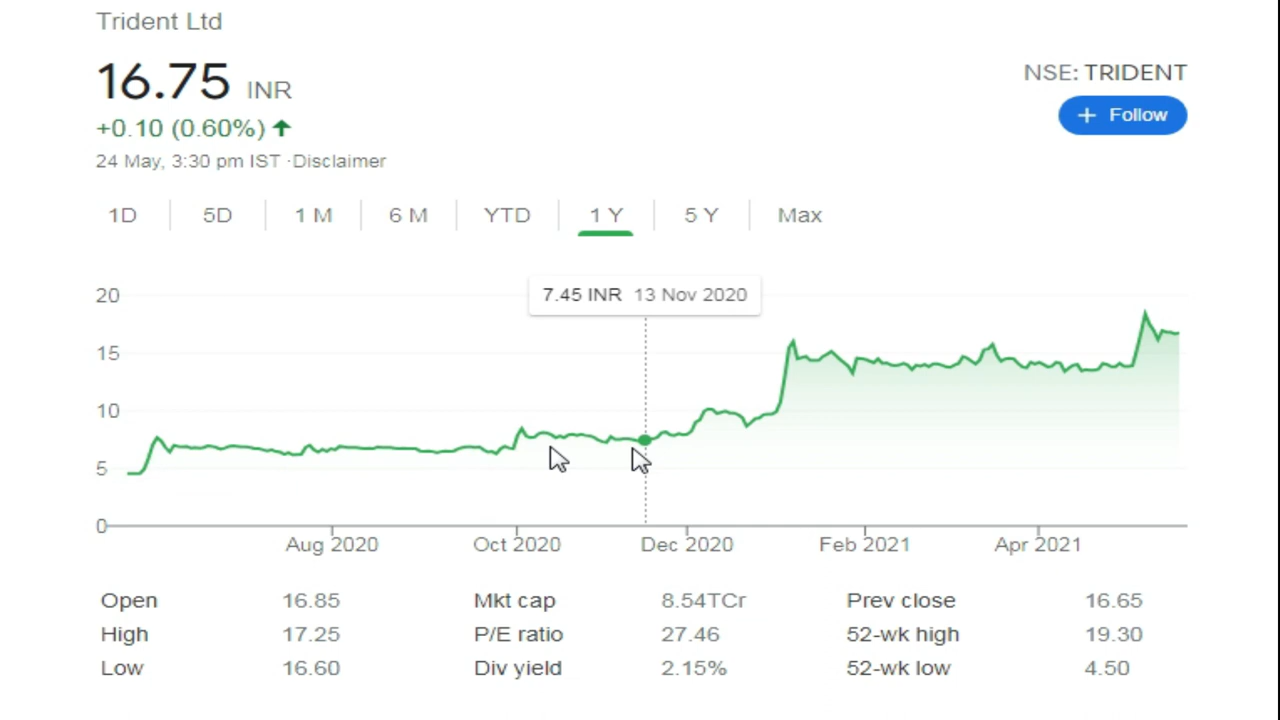 Trident Ltd
16.75 INR
NSE: TRIDENT
+ Follow
+0.10 (0.60%) ↑
24 May, 3:30 pm IST ·Disclaimer
1D 5D 1 M 6 M YTD 1 Y 5 Y Max
7.45 INR 13 Nov 2020
20
15
10
5
0
Aug 2020 Oct 2020 Dec 2020 Feb 2021 Apr 2021
Open 16.85 Mkt cap 8.54TCr Prev close 16.65
High 17.25 P/E ratio 27.46 52-wk high 19.30
Low 16.60 Div yield 2.15% 52-wk low 4.50